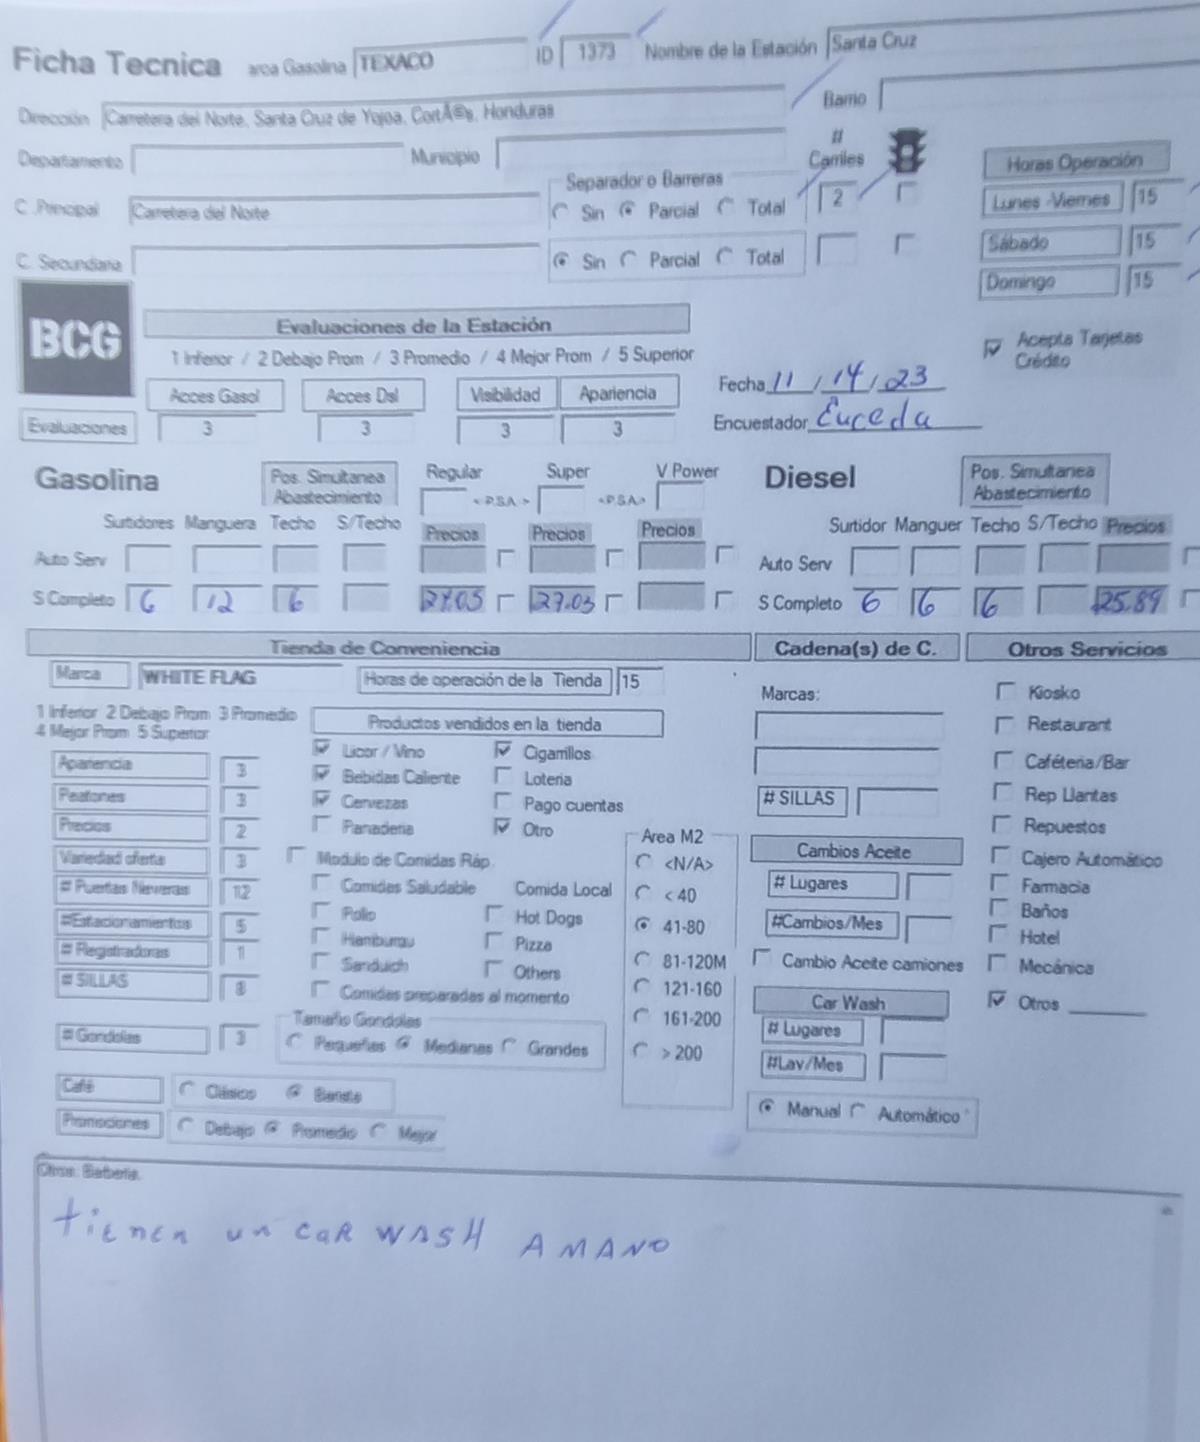 Ficha Tecnica arca Gasolina TEXACO ID 1373 Nombre de la Estación Santa Cruz
Dirección Carretera del Norte, Santa Cruz de Yojoa, CortÃ©s, Honduras Barrio
Departamento Municipio # Carriles
Horas Operación
Separador o Barreras
C .Principal Carretera del Norte Sin Parcial Total 2 Lunes -Viernes 15
C. Secundaria Sin Parcial Total Sábado 15
Domingo 15
BCG
Evaluaciones de la Estación
1 Inferior / 2 Debajo Prom / 3 Promedio / 4 Mejor Prom / 5 Superior
Acepta Tarjetas Crédito
Acces Gasol Acces Dsl Visibilidad Apariencia
Fecha 11 / 14 / 23
Evaluaciones 3 3 3 3
Encuestador Euceda
Gasolina Pos. Simultanea Abastecimiento Regular <P.S.A.> Super <P.S.A.> V Power
Diesel Pos. Simultanea Abastecimiento
Surtidores Manguera Techo S/Techo Precios Precios Precios
Surtidor Manguer Techo S/Techo Precios
Auto Serv Auto Serv
S Completo 6 12 6 27.03 S Completo 6 6 6 25.89
Tienda de Conveniencia Cadena(s) de C. Otros Servicios
Marca WHITE FLAG Horas de operación de la Tienda 15
1 Inferior 2 Debajo Prom 3 Promedio
4 Mejor Prom 5 Superior
Productos vendidos en la tienda
Apariencia 3
Peatones 3
Precios 2
Variedad oferta 3
# Puertas Neveras 12
#Estacionamientos 5
# Registradoras 1
# SILLAS 8
# Gondolas 3
Licor / Vino Cigarrillos
Bebidas Caliente Loteria
Cervezas Pago cuentas
Panaderia Otro
Modulo de Comidas Ráp.
Comidas Saludable Comida Local
Pollo Hot Dogs
Hamburgu Pizza
Sanduich Others
Comidas preparadas al momento
Tamaño Gondolas
Pequeñas Medianas Grandes
Area M2
<N/A>
< 40
41-80
81-120M
121-160
161-200
> 200
Café Clásico Barista
Promociones Debajo Promedio Mejor
Marcas:
# SILLAS
Cambios Aceite
# Lugares
#Cambios/Mes
Cambio Aceite camiones
Car Wash
# Lugares
#Lav/Mes
Manual Automático
Kiosko
Restaurant
Caféteria/Bar
Rep Llantas
Repuestos
Cajero Automático
Farmacia
Baños
Hotel
Mecánica
Otros
Otros: Barberia.
tienen un caR WASH A MANO